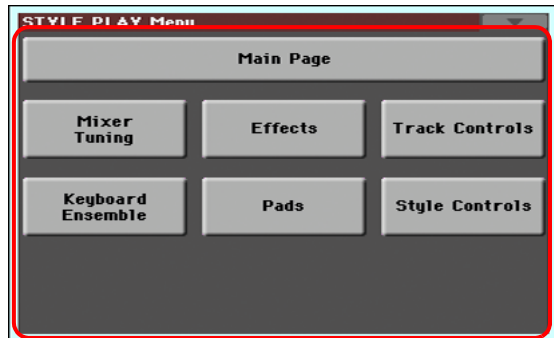 STYLE PLAY Menu
Main Page
Mixer
Tuning
Effects
Track Controls
Keyboard
Ensemble
Pads
Style Controls